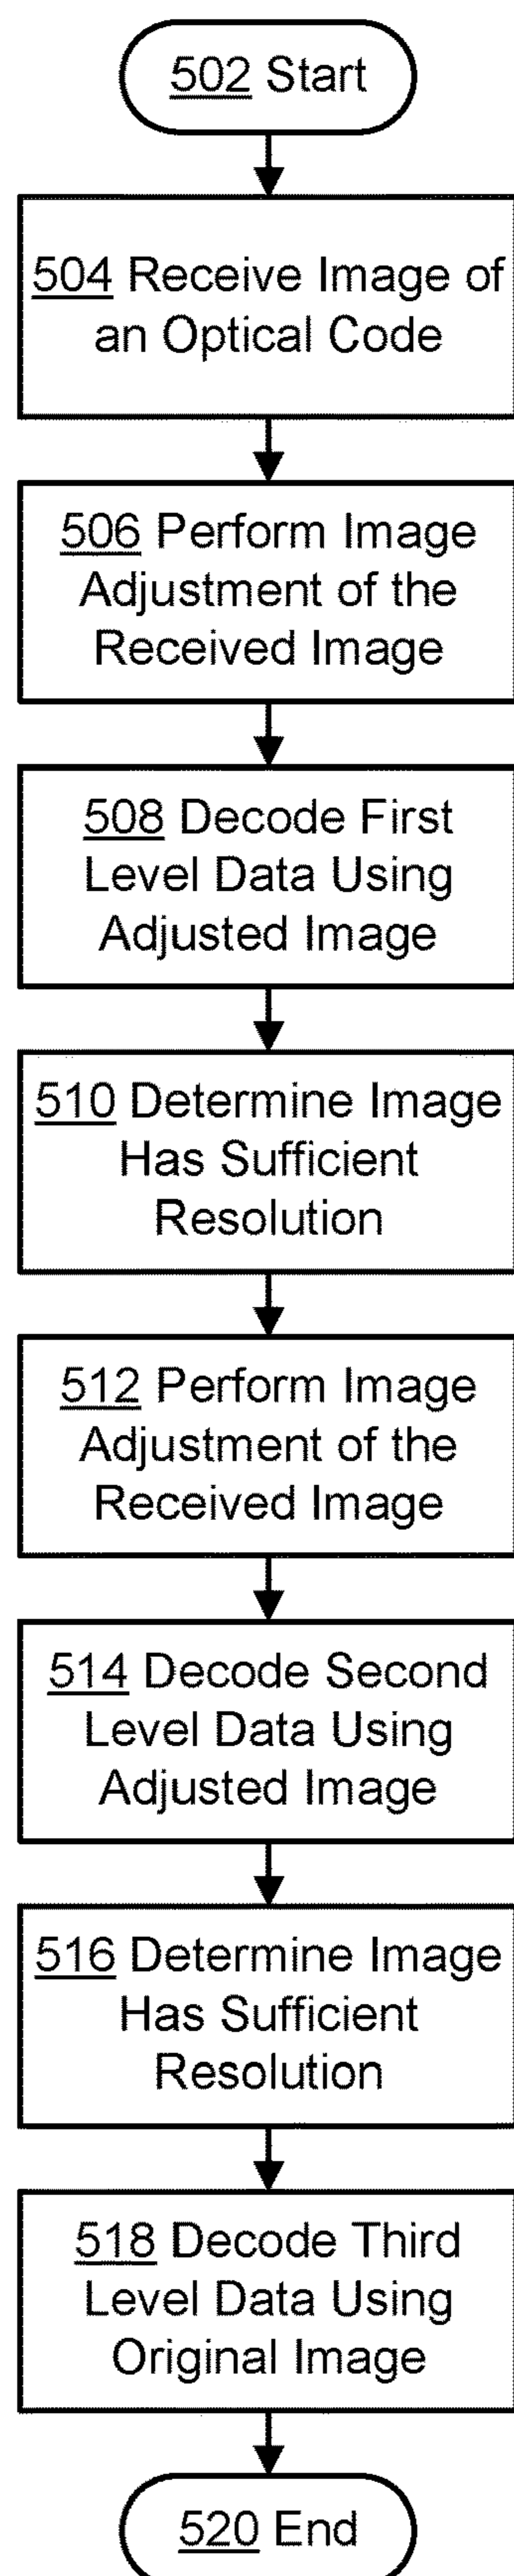 502 Start
504 Receive Image of
an Optical Code
506 Perform Image
Adjustment of the
Received Image
508 Decode First
Level Data Using
Adjusted Image
510 Determine Image
Has Sufficient
Resolution
512 Perform Image
Adjustment of the
Received Image
514 Decode Second
Level Data Using
Adjusted Image
516 Determine Image
Has Sufficient
Resolution
518 Decode Third
Level Data Using
Original Image
520 End